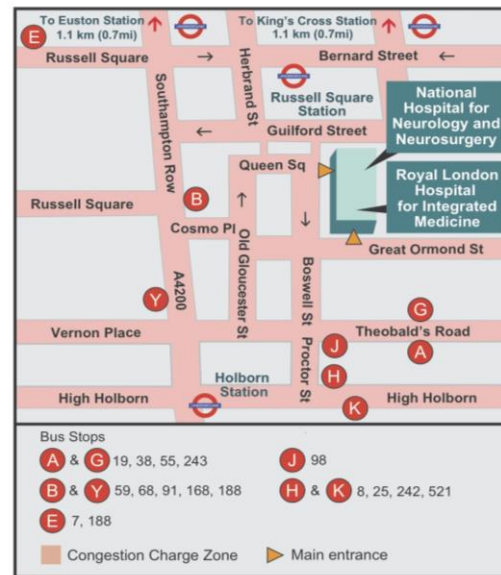 To Euston Station
1.1 km (0.7mi)
To King's Cross Station
1.1 km (0.7mi)
E
Russell Square
Herbrand St
Bernard Street
Southampton Row
Russell Square
Station
National
Hospital for
Neurology and
Neurosurgery
Guilford Street
Queen Sq
Royal London
Hospital
for Integrated
Medicine
Russell Square
B
Cosmo Pl
Old Gloucester St
Boswell St
Great Ormond St
Y
A4200
G
Vernon Place
Theobald's Road
Proctor St
J
A
H
Holborn
Station
High Holborn
K
High Holborn
Bus Stops
A & G 19, 38, 55, 243
B & Y 59, 68, 91, 168, 188
E 7, 188
J 98
H & K 8, 25, 242, 521
Congestion Charge Zone
Main entrance